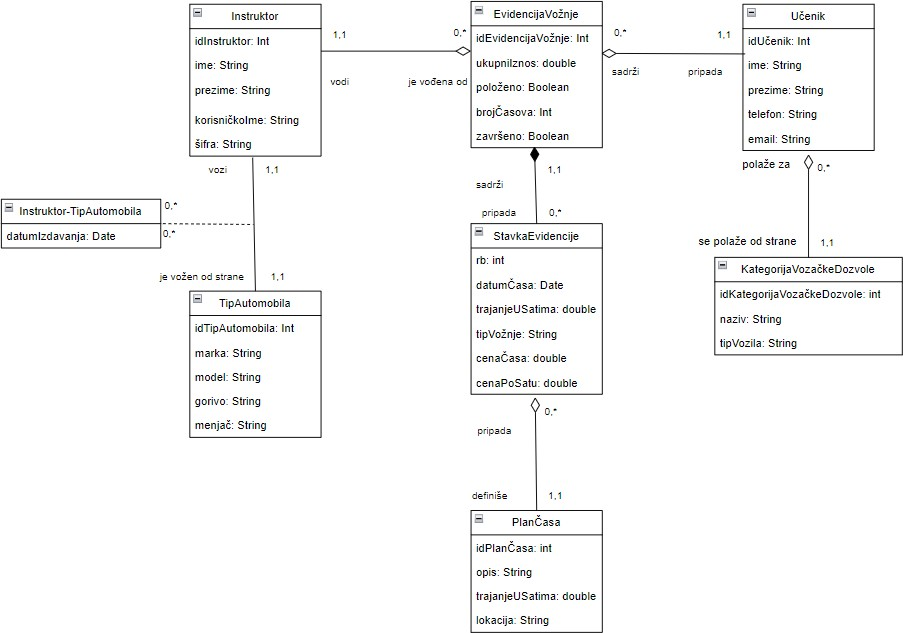 Instruktor
idInstruktor: Int
ime: String
prezime: String
korisničkoIme: String
šifra: String
1,1
vodi
0,*
je vođena od
EvidencijaVožnje
idEvidencijaVožnje: Int
ukupniIznos: double
položeno: Boolean
brojČasova: Int
završeno: Boolean
0,*
sadrži
1,1
pripada
Učenik
idUčenik: Int
ime: String
prezime: String
telefon: String
email: String
vozi
1,1
Instruktor-TipAutomobila
datumIzdavanja: Date
0,*
0,*
je vožen od strane
1,1
TipAutomobila
idTipAutomobila: Int
marka: String
model: String
gorivo: String
menjač: String
1,1
sadrži
pripada
0,*
StavkaEvidencije
rb: int
datumČasa: Date
trajanjeUSatima: double
tipVožnje: String
cenaČasa: double
cenaPoSatu: double
0,*
pripada
definiše
1,1
PlanČasa
idPlanČasa: int
opis: String
trajanjeUSatima: double
lokacija: String
polaže za
0,*
se polaže od strane
1,1
KategorijaVozačkeDozvole
idKategorijaVozačkeDozvole: int
naziv: String
tipVozila: String